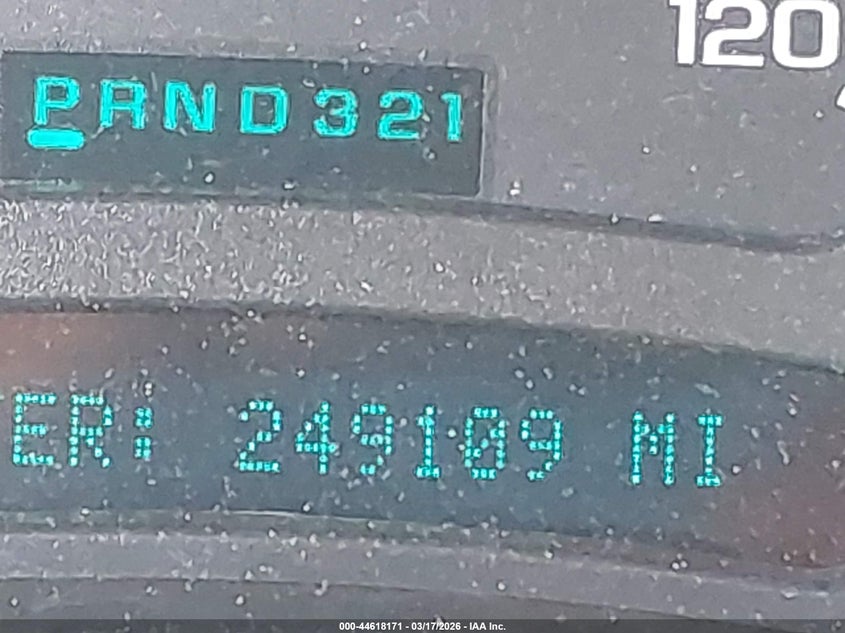 120
PRND321
ER: 249109 MI
000-44618171 - 03/17/2026 - IAA Inc.